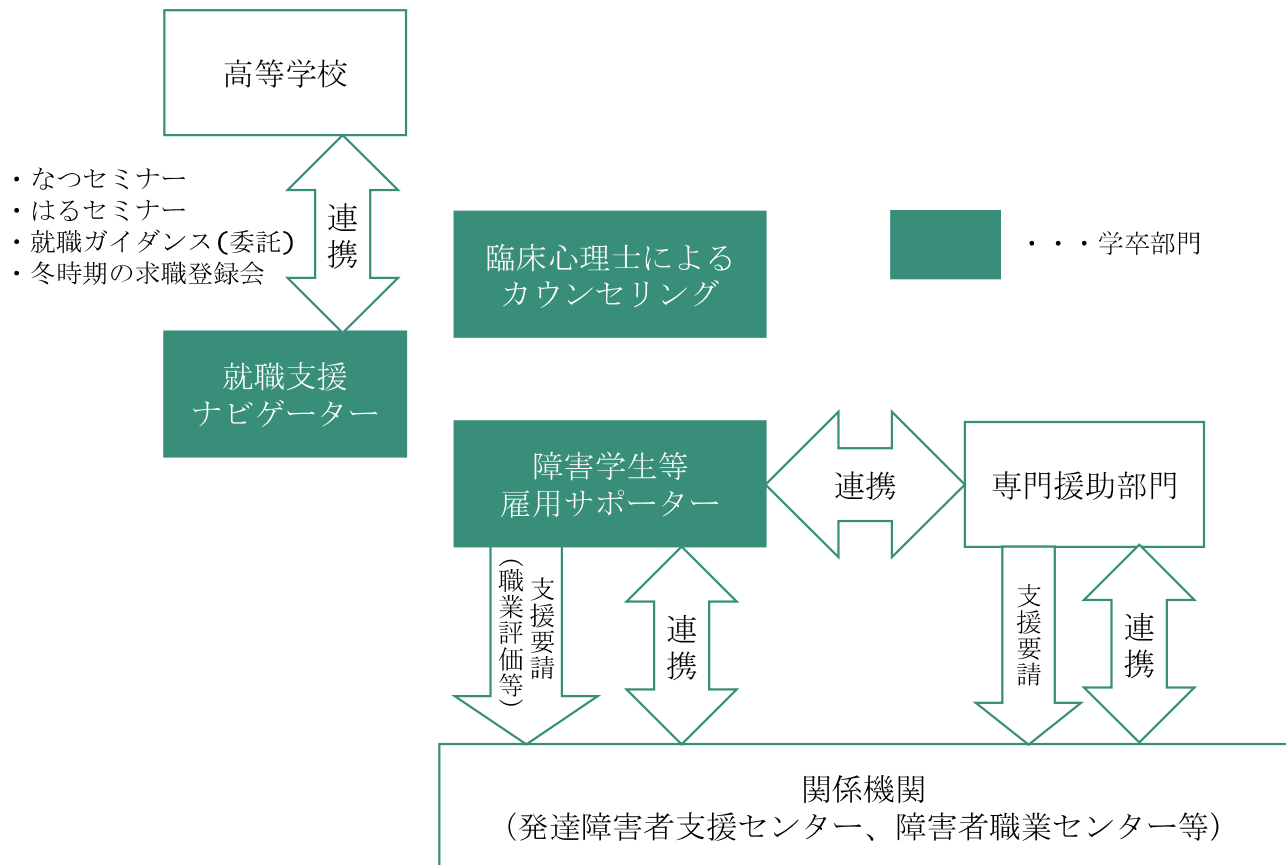 高等学校
・なつセミナー
・はるセミナー
・就職ガイダンス(委託)
・冬時期の求職登録会
連携
臨床心理士による
カウンセリング
・・・学卒部門
就職支援
ナビゲーター
障害学生等
雇用サポーター
連携
専門援助部門
支援要請
(職業評価等)
連携
支援要請
連携
関係機関
（発達障害者支援センター、障害者職業センター等）